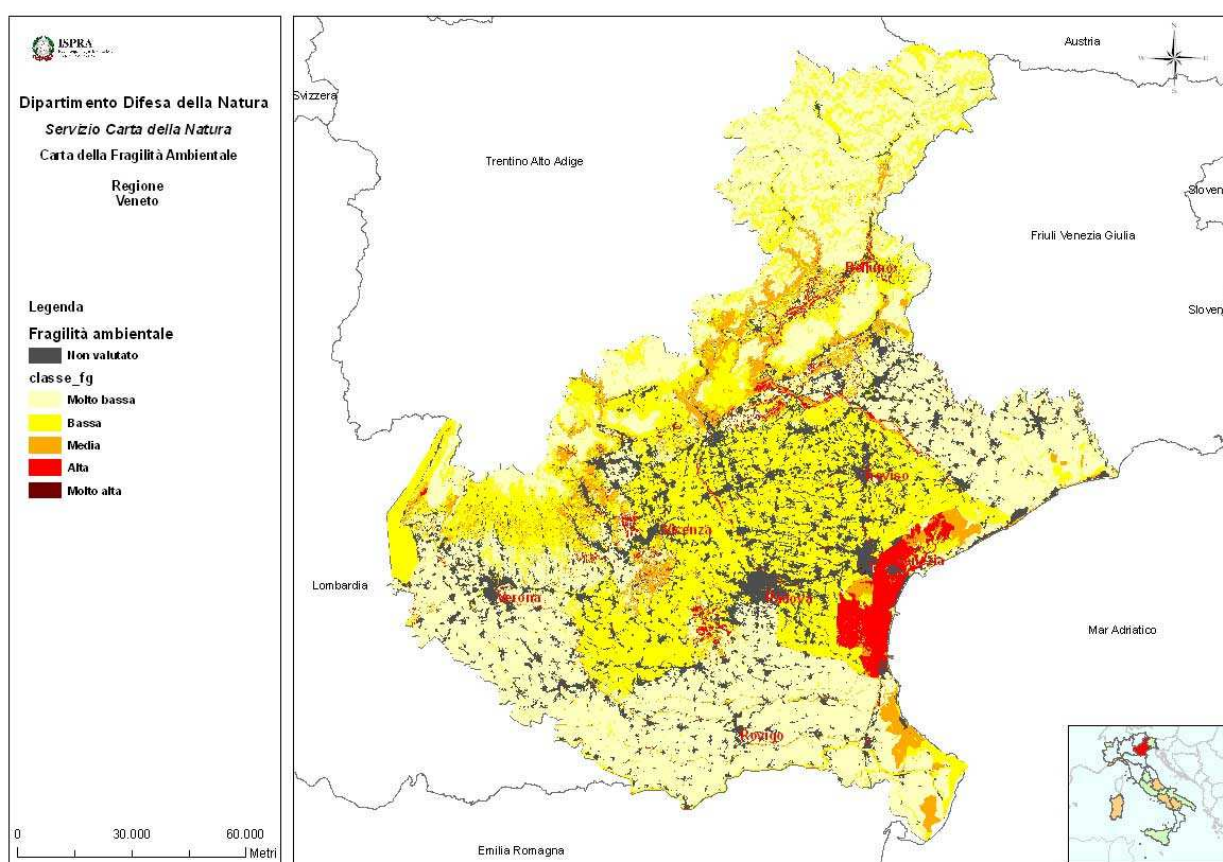 ISPRA
Dipartimento Difesa della Natura
Servizio Carta della Natura
Carta della Fragilità Ambientale
Regione
Veneto
Legenda
Fragilità ambientale
Non valutato
classe_fg
Molto bassa
Bassa
Media
Alta
Molto alta
0 30.000 60.000
Metri
Austria
Svizzera
Trentino Alto Adige
Sloven
Friuli Venezia Giulia
Belluno
Sloven
Treviso
Vicenza
Lombardia
Verona
Padova
Mar Adriatico
Rovigo
Emilia Romagna